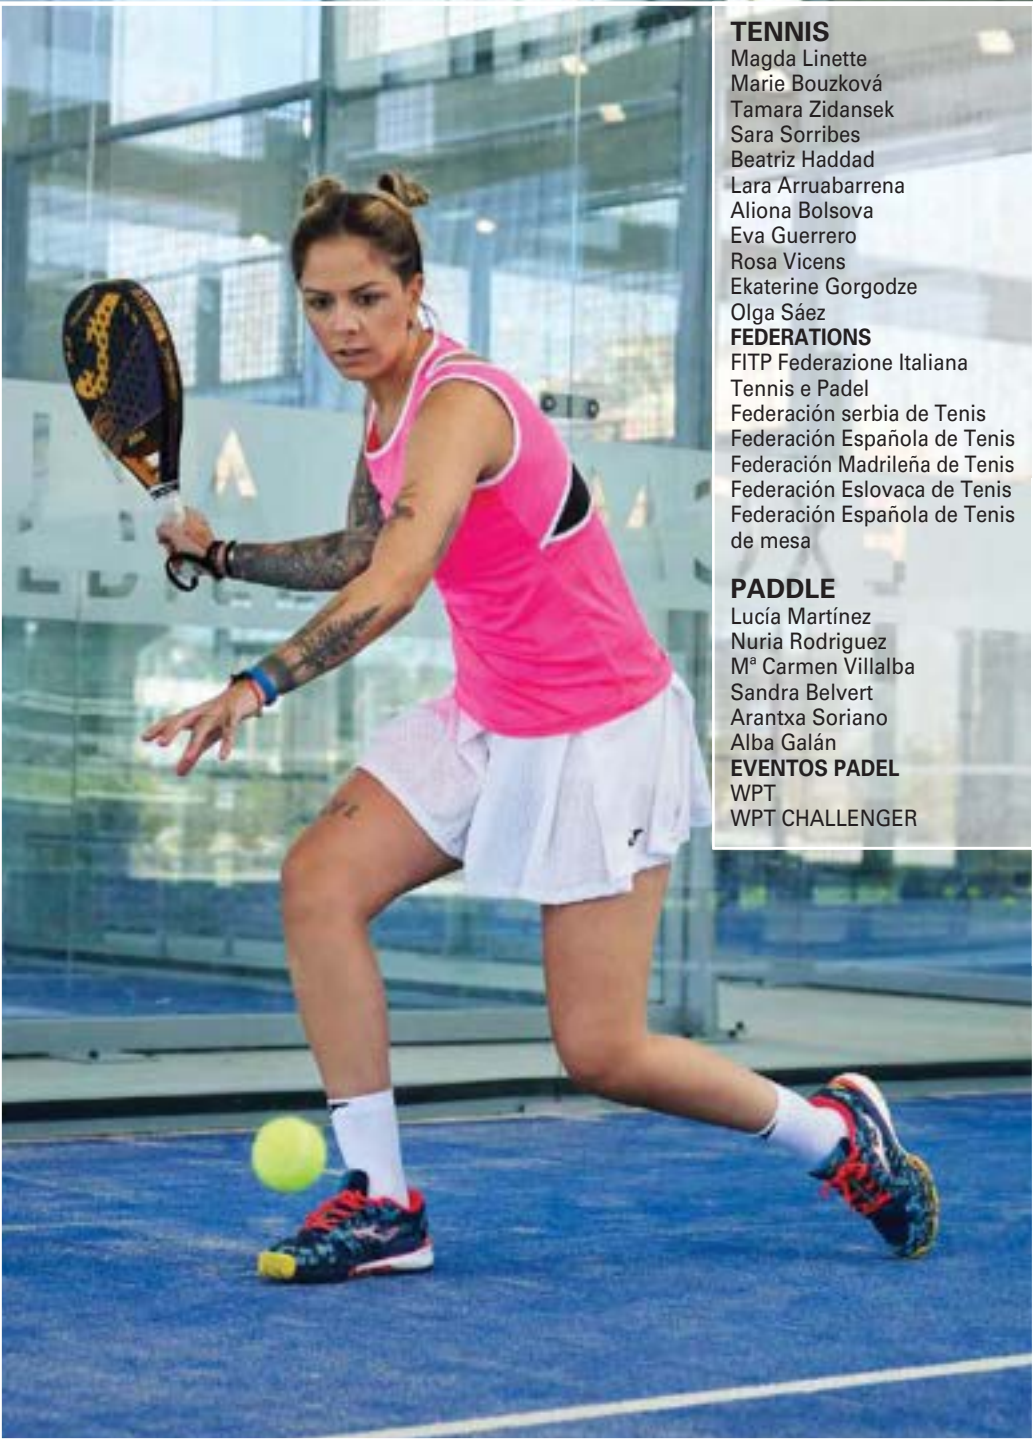 TENNIS
Magda Linette
Marie Bouzková
Tamara Zidansek
Sara Sorribes
Beatriz Haddad
Lara Arruabarrena
Aliona Bolsova
Eva Guerrero
Rosa Vicens
Ekaterine Gorgodze
Olga Sáez
FEDERATIONS
FITP Federazione Italiana
Tennis e Padel
Federación serbia de Tenis
Federación Española de Tenis
Federación Madrileña de Tenis
Federación Eslovaca de Tenis
Federación Española de Tenis
de mesa
PADDLE
Lucía Martínez
Nuria Rodriguez
Mª Carmen Villalba
Sandra Belvert
Arantxa Soriano
Alba Galán
EVENTOS PADEL
WPT
WPT CHALLENGER